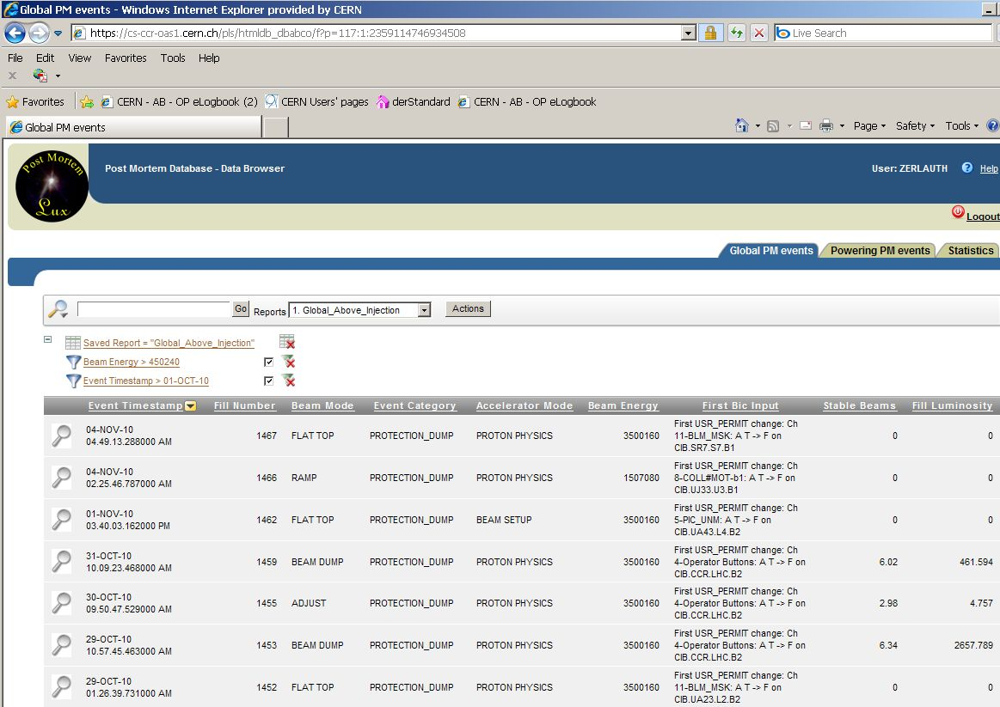 Global PM events - Windows Internet Explorer provided by CERN
https://cs-ccr-oas1.cern.ch/pls/htmldb_dbabco/f?p=117:1:2359114746934508
Live Search
File Edit View Favorites Tools Help
Favorites CERN - AB - OP eLogbook (2) CERN Users' pages derStandard CERN - AB - OP eLogbook
Global PM events
Page Safety Tools
Post Mortem
Lux
Post Mortem Database - Data Browser
User: ZERLAUTH
Help
Logout
Global PM events Powering PM events Statistics
Go Reports 1. Global_Above_Injection Actions
Saved Report = "Global_Above_Injection"
Beam Energy > 450240
Event Timestamp > 01-OCT-10
Event Timestamp Fill Number Beam Mode Event Category Accelerator Mode Beam Energy First Bic Input Stable Beams Fill Luminosity
04-NOV-10
04.49.13.288000 AM
1467 FLAT TOP PROTECTION_DUMP PROTON PHYSICS 3500160
First USR_PERMIT change: Ch
11-BLM_MSK: A T -> F on
CIB.SR7.S7.B1
0 0
04-NOV-10
02.25.46.787000 AM
1466 RAMP PROTECTION_DUMP PROTON PHYSICS 1507080
First USR_PERMIT change: Ch
8-COLL#MOT-b1: A T -> F on
CIB.UJ33.U3.B1
0 0
01-NOV-10
03.40.03.162000 PM
1462 FLAT TOP PROTECTION_DUMP BEAM SETUP 3500160
First USR_PERMIT change: Ch
5-PIC_UNM: A T -> F on
CIB.UA43.L4.B2
0 0
31-OCT-10
10.09.23.468000 AM
1459 BEAM DUMP PROTECTION_DUMP PROTON PHYSICS 3500160
First USR_PERMIT change: Ch
4-Operator Buttons: A T -> F on
CIB.CCR.LHC.B2
6.02 461.594
30-OCT-10
09.50.47.529000 AM
1455 ADJUST PROTECTION_DUMP PROTON PHYSICS 3500160
First USR_PERMIT change: Ch
4-Operator Buttons: A T -> F on
CIB.CCR.LHC.B2
2.98 4.757
29-OCT-10
10.57.45.463000 AM
1453 BEAM DUMP PROTECTION_DUMP PROTON PHYSICS 3500160
First USR_PERMIT change: Ch
4-Operator Buttons: A T -> F on
CIB.CCR.LHC.B2
6.34 2657.789
29-OCT-10
01.26.39.731000 AM
1452 FLAT TOP PROTECTION_DUMP PROTON PHYSICS 3500160
First USR_PERMIT change: Ch
11-BLM_MSK: A T -> F on
CIB.UA23.L2.B2
0 0